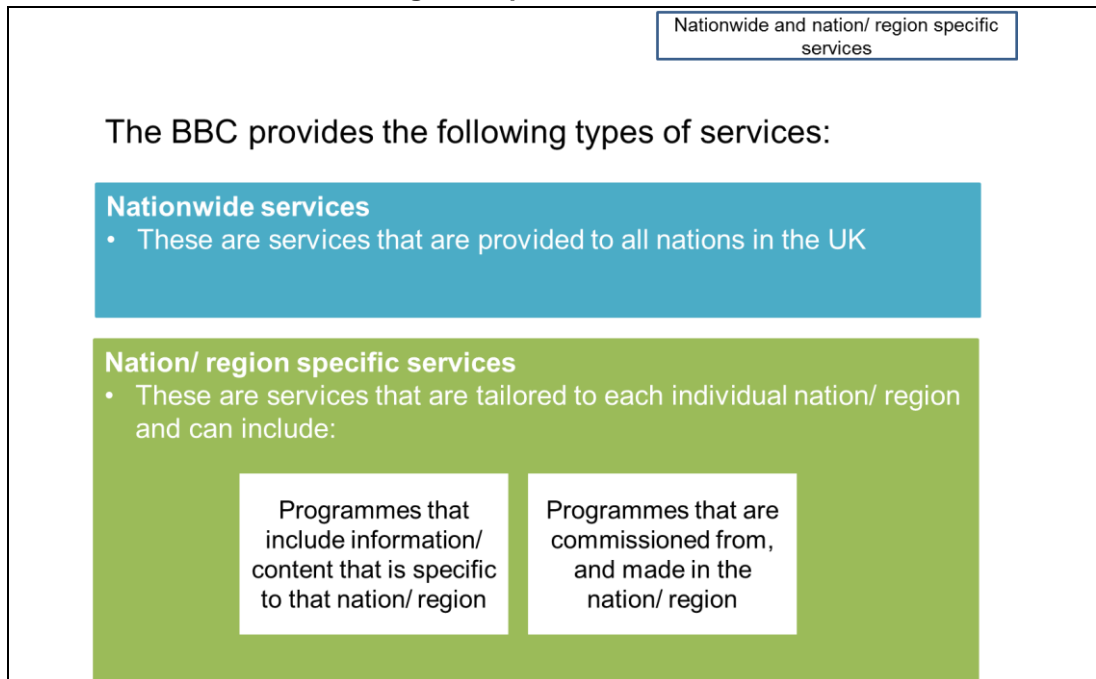 Nationwide and nation/ region specific
services
The BBC provides the following types of services:
Nationwide services
• These are services that are provided to all nations in the UK
Nation/ region specific services
• These are services that are tailored to each individual nation/ region
and can include:
Programmes that
include information/
content that is specific
to that nation/ region
Programmes that are
commissioned from,
and made in the
nation/ region